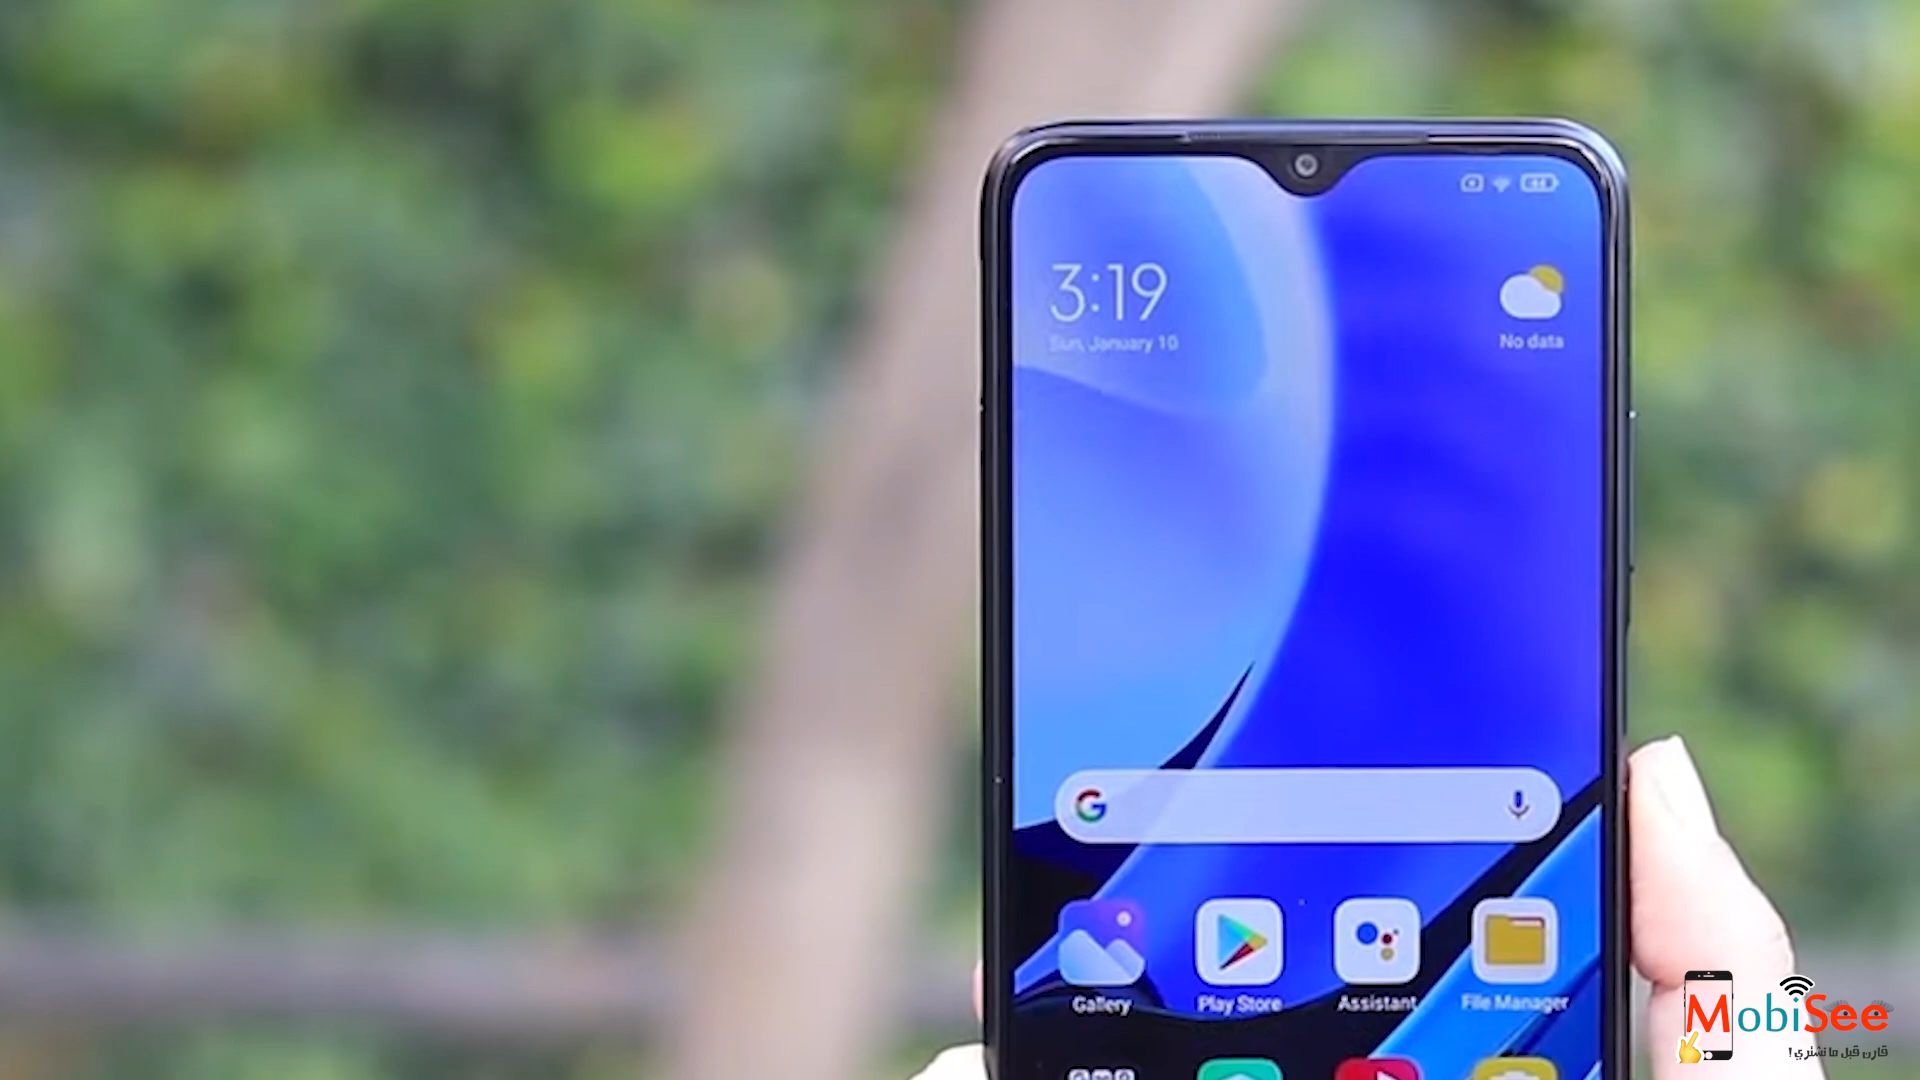 3:19
Sun, January 10
No data
Gallery
Play Store
Assistant
File Manager
MobiSee
قارن قبل ما تشتري !